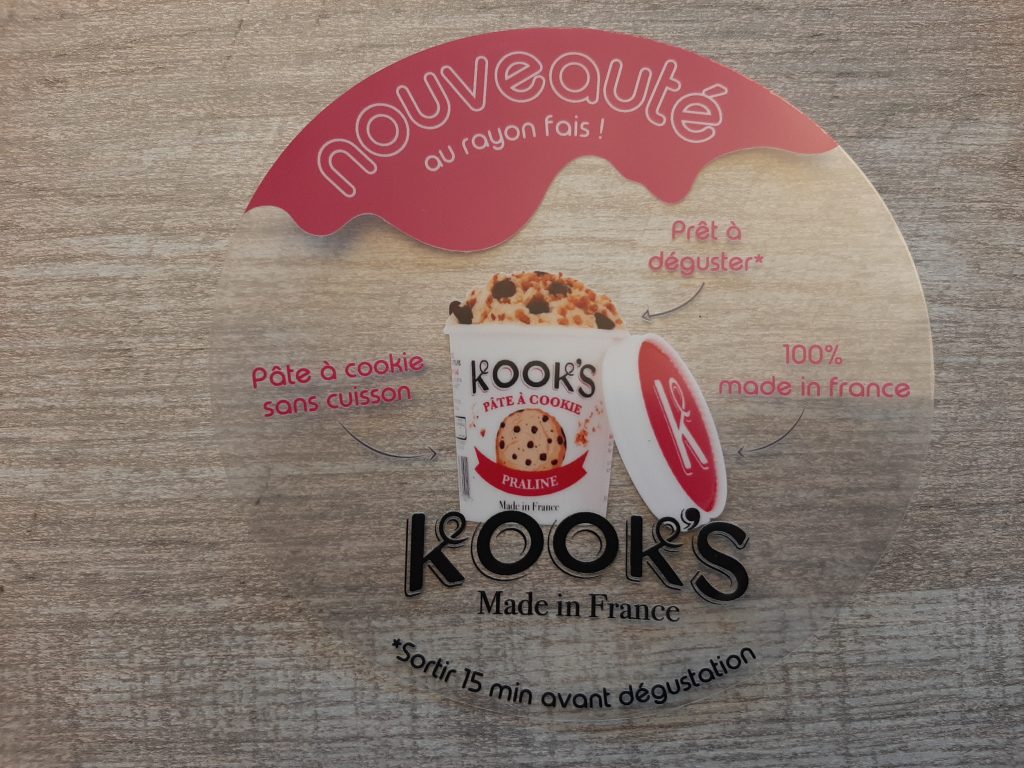 nouveauté
au rayon fais !
Prêt à
déguster*
Pâte à cookie
sans cuisson
100%
made in france
KOOK'S
PÂTE À COOKIE
PRALINE
Made in France
k
KOOK'S
Made in France
*Sortir 15 min avant dégustation